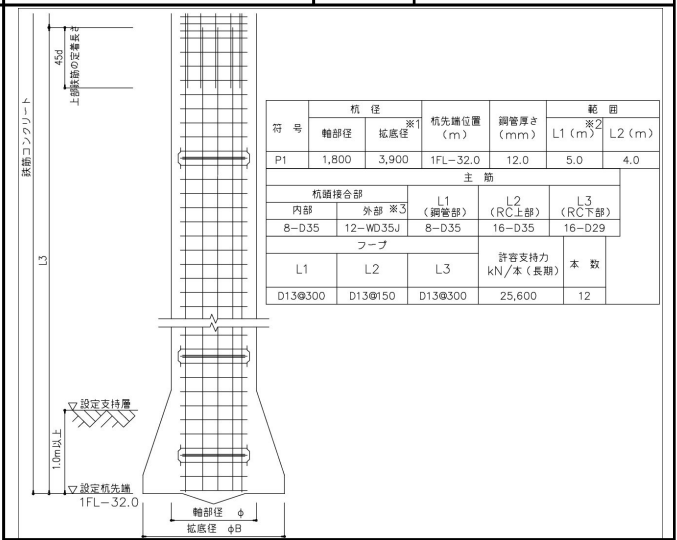 45d
上部鉄筋の定着長さ
鉄筋コンクリート
L3
設定支持層
1.0m以上
設定杭先端
1FL-32.0
軸部径 φ
拡底径 φB
符 号
杭 径
杭先端位置
(m)
鋼管厚さ
(mm)
範 囲
軸部径
拡底径 ※1
L1 (m) ※2
L2 (m)
P1 1,800 3,900 1FL-32.0 12.0 5.0 4.0
主 筋
杭頭接合部
L1
(鋼管部)
L2
(RC上部)
L3
(RC下部)
内部
外部 ※3
8-D35 12-WD35J 8-D35 16-D35 16-D29
フープ
許容支持力
kN/本 (長期)
本 数
L1 L2 L3
D13@300 D13@150 D13@300 25,600 12